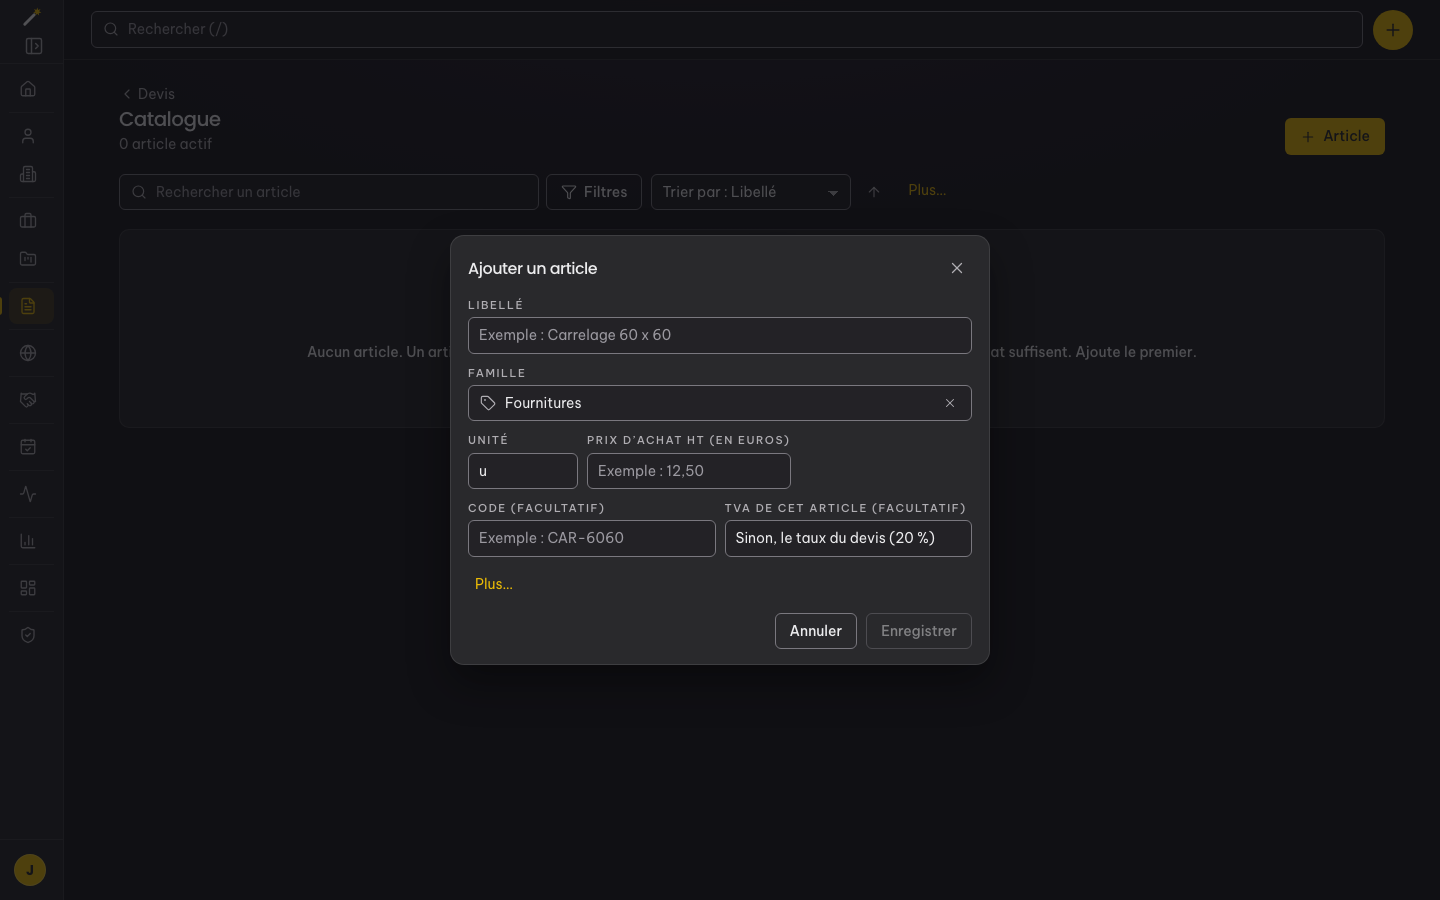 Rechercher (/)
Devis
Catalogue
0 article actif
Article
Rechercher un article
Filtres
Trier par : Libellé
Plus...
Aucun article. Un arti
at suffisent. Ajoute le premier.
Ajouter un article
LIBELLÉ
Exemple : Carrelage 60 x 60
FAMILLE
Fournitures
UNITÉ
PRIX D'ACHAT HT (EN EUROS)
u
Exemple : 12,50
CODE (FACULTATIF)
TVA DE CET ARTICLE (FACULTATIF)
Exemple : CAR-6060
Sinon, le taux du devis (20 %)
Plus...
Annuler
Enregistrer
J